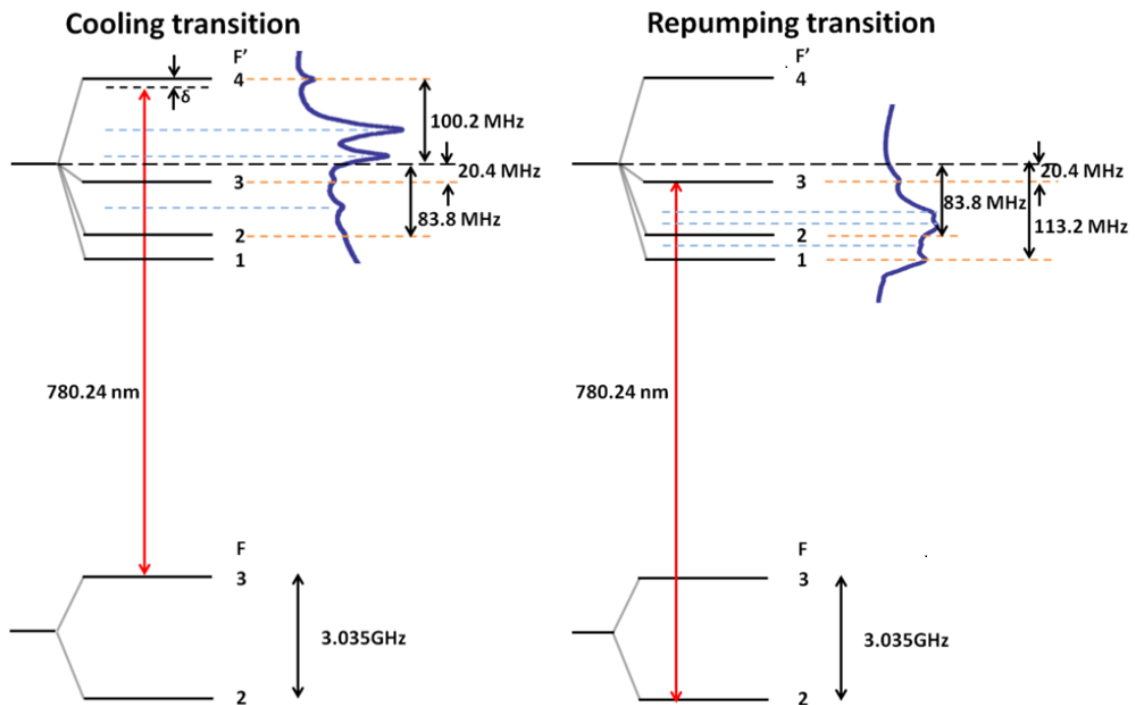 Cooling transition
F'
4
δ
100.2 MHz
20.4 MHz
3
83.8 MHz
2
1
780.24 nm
F
3
3.035GHz
2
Repumping transition
F'
4
20.4 MHz
3
83.8 MHz
2
113.2 MHz
1
780.24 nm
F
3
3.035GHz
2